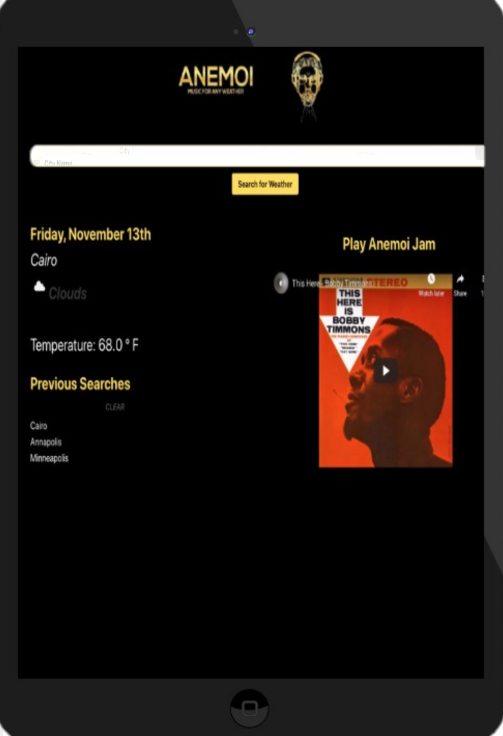 ANEMOI
MUSIC FOR ANY WEATHER
City Name
Search for Weather
Friday, November 13th
Cairo
Clouds
Temperature: 68.0 ° F
Previous Searches
CLEAR
Cairo
Annapolis
Minneapolis
Play Anemoi Jam
This Here (Bobby Timmons)
STEREO
Watch later
Share
THIS
HERE
IS
BOBBY
TIMMONS